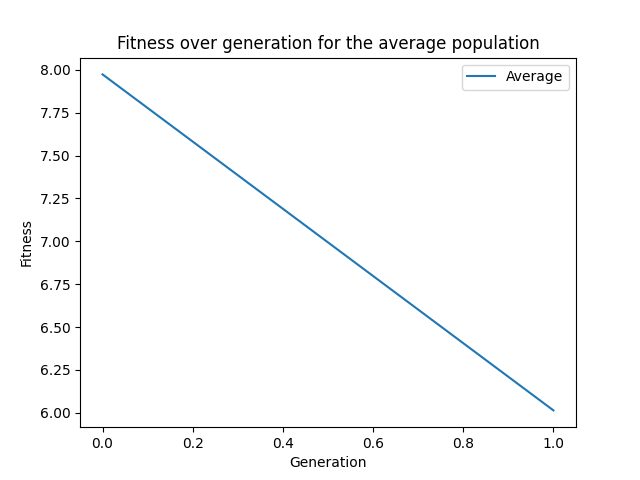 Fitness over generation for the average population
Average
8.00
7.75
7.50
7.25
7.00
6.75
6.50
6.25
6.00
Fitness
0.0 0.2 0.4 0.6 0.8 1.0
Generation